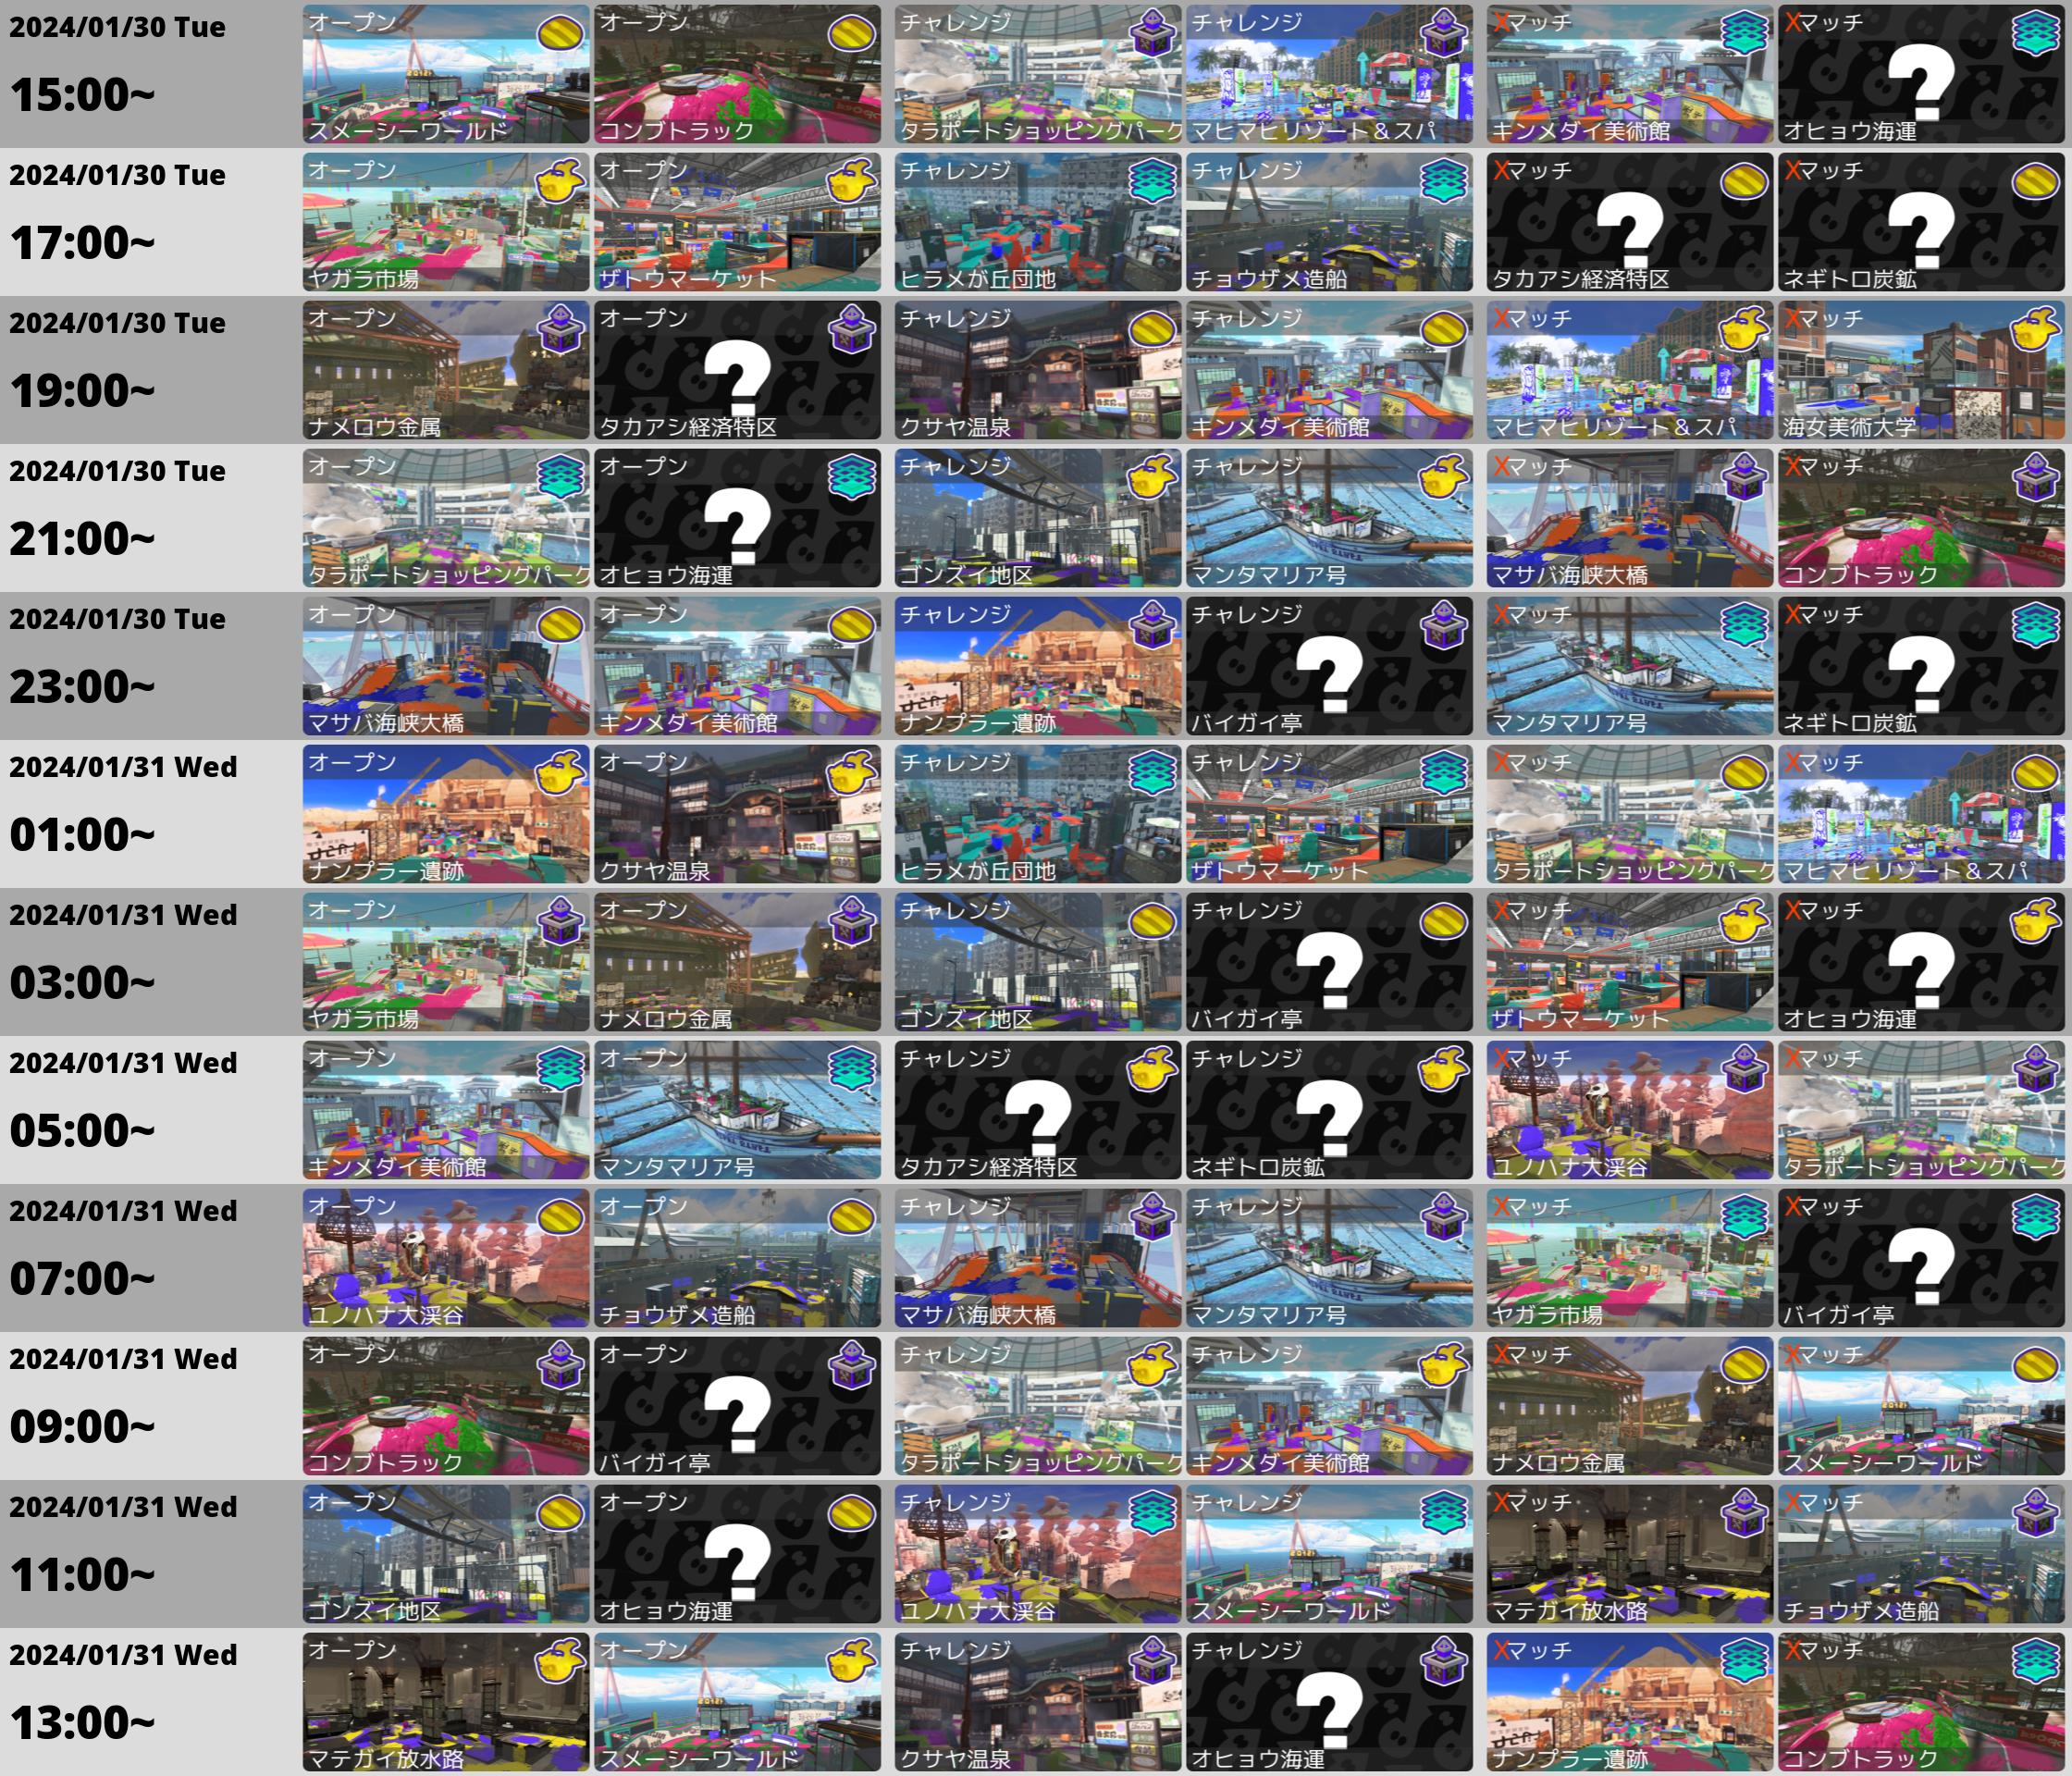 2024/01/30 Tue
15:00~
オープン
スメーシーワールド
オープン
コンブトラック
チャレンジ
タラポートショッピングパーク
チャレンジ
マヒマヒリゾート＆スパ
Xマッチ
キンメダイ美術館
Xマッチ
?
オヒョウ海運
2024/01/30 Tue
17:00~
オープン
ヤガラ市場
オープン
ザトウマーケット
チャレンジ
ヒラメが丘団地
チャレンジ
チョウザメ造船
Xマッチ
?
タカアシ経済特区
Xマッチ
?
ネギトロ炭鉱
2024/01/30 Tue
19:00~
オープン
ナメロウ金属
オープン
?
タカアシ経済特区
チャレンジ
クサヤ温泉
チャレンジ
キンメダイ美術館
Xマッチ
マヒマヒリゾート＆スパ
Xマッチ
海女美術大学
2024/01/30 Tue
21:00~
オープン
タラポートショッピングパーク
オープン
?
オヒョウ海運
チャレンジ
ゴンズイ地区
チャレンジ
マンタマリア号
Xマッチ
マサバ海峡大橋
Xマッチ
コンブトラック
2024/01/30 Tue
23:00~
オープン
マサバ海峡大橋
オープン
キンメダイ美術館
チャレンジ
ナンプラー遺跡
チャレンジ
?
バイガイ亭
Xマッチ
マンタマリア号
Xマッチ
?
ネギトロ炭鉱
2024/01/31 Wed
01:00~
オープン
ナンプラー遺跡
オープン
クサヤ温泉
チャレンジ
ヒラメが丘団地
チャレンジ
ザトウマーケット
Xマッチ
タラポートショッピングパーク
Xマッチ
マヒマヒリゾート＆スパ
2024/01/31 Wed
03:00~
オープン
ヤガラ市場
オープン
ナメロウ金属
チャレンジ
ゴンズイ地区
チャレンジ
?
バイガイ亭
Xマッチ
ザトウマーケット
Xマッチ
?
オヒョウ海運
2024/01/31 Wed
05:00~
オープン
キンメダイ美術館
オープン
マンタマリア号
チャレンジ
?
タカアシ経済特区
チャレンジ
?
ネギトロ炭鉱
Xマッチ
ユノハナ大渓谷
Xマッチ
タラポートショッピングパーク
2024/01/31 Wed
07:00~
オープン
ユノハナ大渓谷
オープン
チョウザメ造船
チャレンジ
マサバ海峡大橋
チャレンジ
マンタマリア号
Xマッチ
ヤガラ市場
Xマッチ
?
バイガイ亭
2024/01/31 Wed
09:00~
オープン
コンブトラック
オープン
?
バイガイ亭
チャレンジ
タラポートショッピングパーク
チャレンジ
キンメダイ美術館
Xマッチ
ナメロウ金属
Xマッチ
スメーシーワールド
2024/01/31 Wed
11:00~
オープン
ゴンズイ地区
オープン
?
オヒョウ海運
チャレンジ
ユノハナ大渓谷
チャレンジ
スメーシーワールド
Xマッチ
マテガイ放水路
Xマッチ
チョウザメ造船
2024/01/31 Wed
13:00~
オープン
マテガイ放水路
オープン
スメーシーワールド
チャレンジ
クサヤ温泉
チャレンジ
?
オヒョウ海運
Xマッチ
ナンプラー遺跡
Xマッチ
コンブトラック